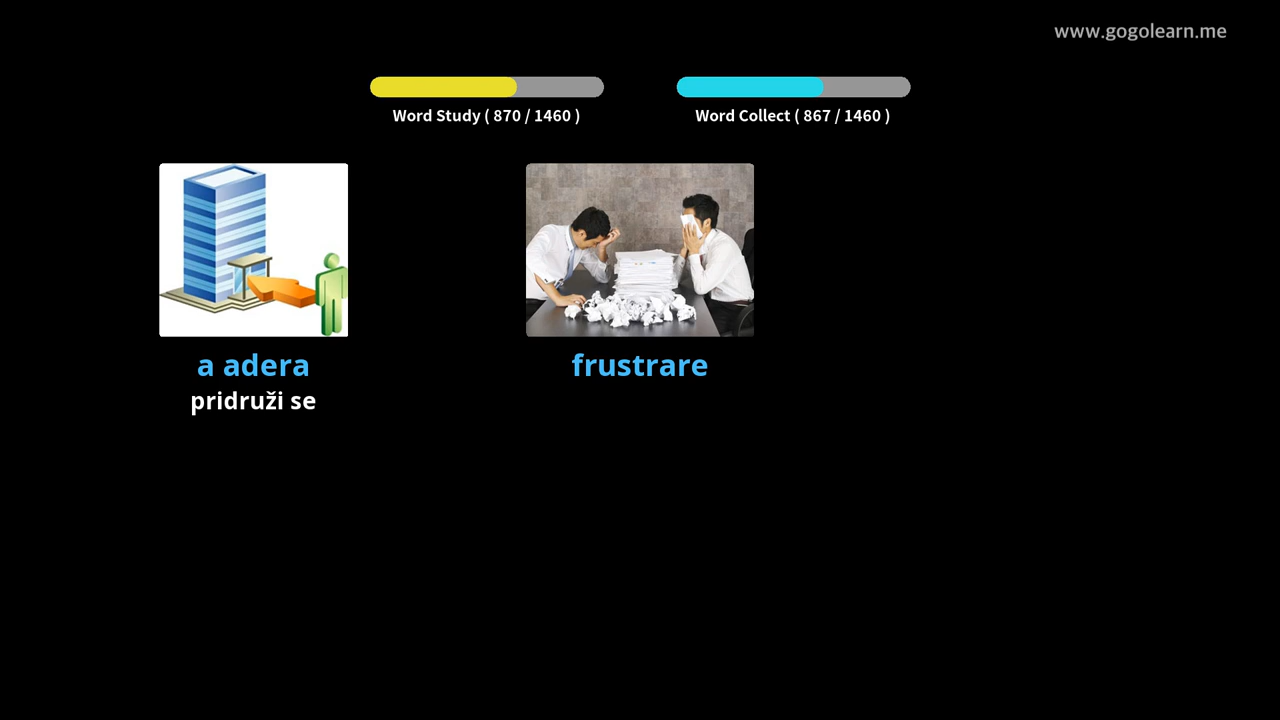 www.gogolearn.me
Word Study ( 870 / 1460 )
Word Collect ( 867 / 1460 )
a adera
pridruži se
frustrare